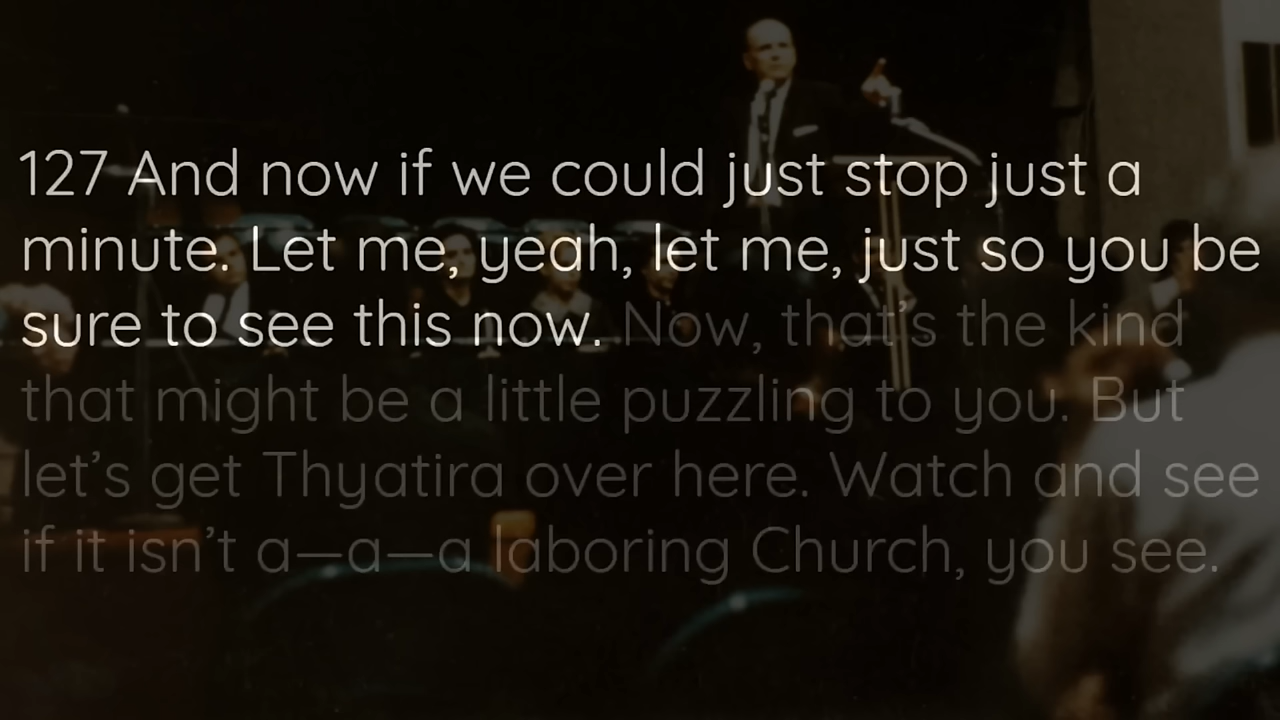 127 And now if we could just stop just a
minute. Let me, yeah, let me, just so you be
sure to see this now. Now, that’s the kind
that might be a little puzzling to you. But
let’s get Thyatira over here. Watch and see
if it isn’t a—a—a laboring Church, you see.